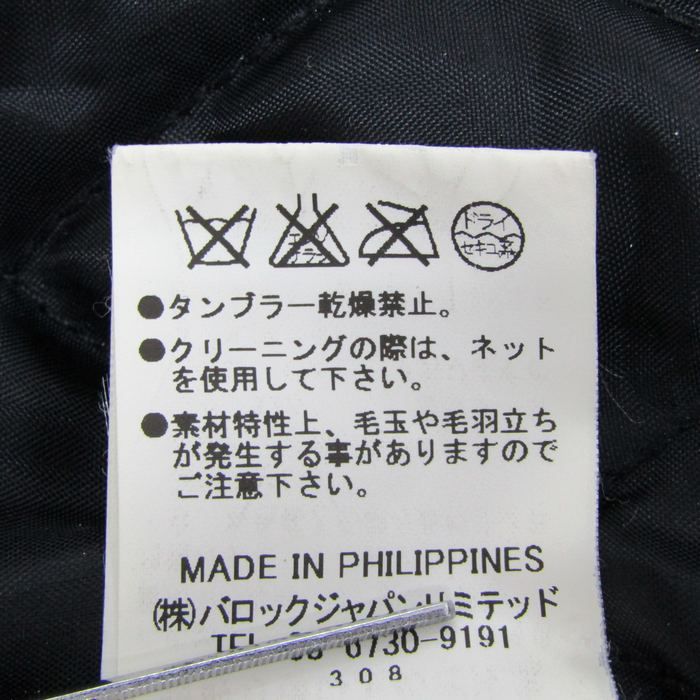 ドライ
セキユ系
●タンブラー乾燥禁止。
●クリーニングの際は、ネット
を使用して下さい。
●素材特性上、毛玉や毛羽立ち
が発生する事がありますので
ご注意下さい。
MADE IN PHILIPPINES
(株)バロックジャパンリミテッド
TEL 6730-9191
308